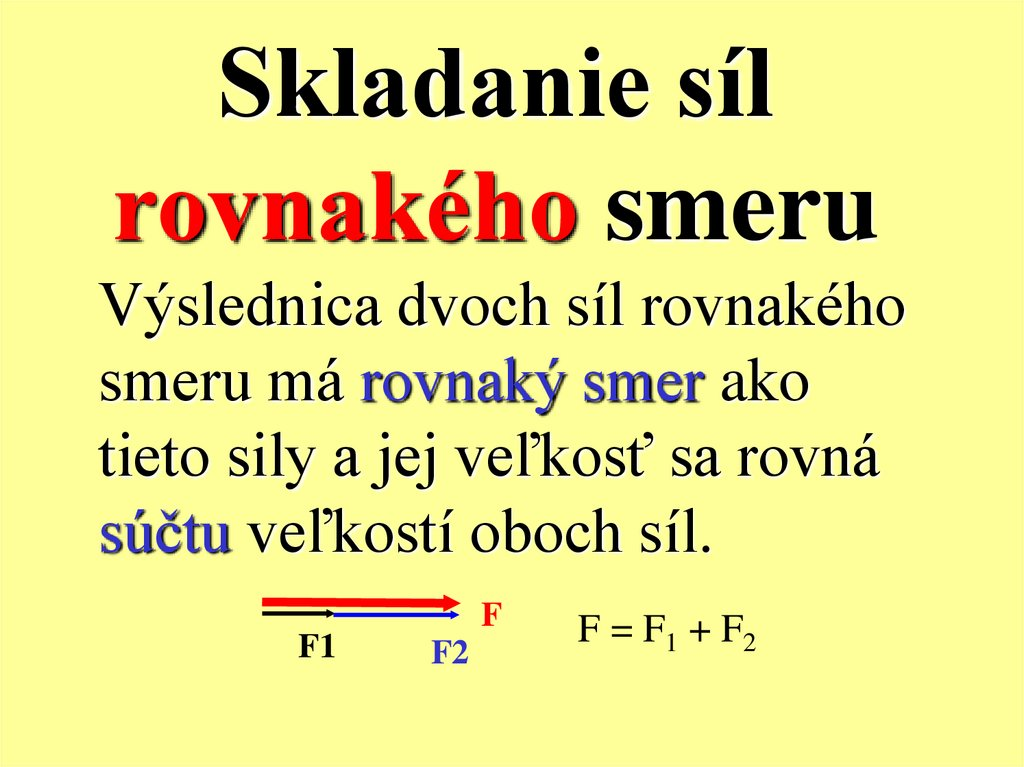 Skladanie síl
rovnakého smeru
Výslednica dvoch síl rovnakého
smeru má rovnaký smer ako
tieto sily a jej veľkosť sa rovná
súčtu veľkostí oboch síl.
F
F1
F2
F = F₁ + F₂